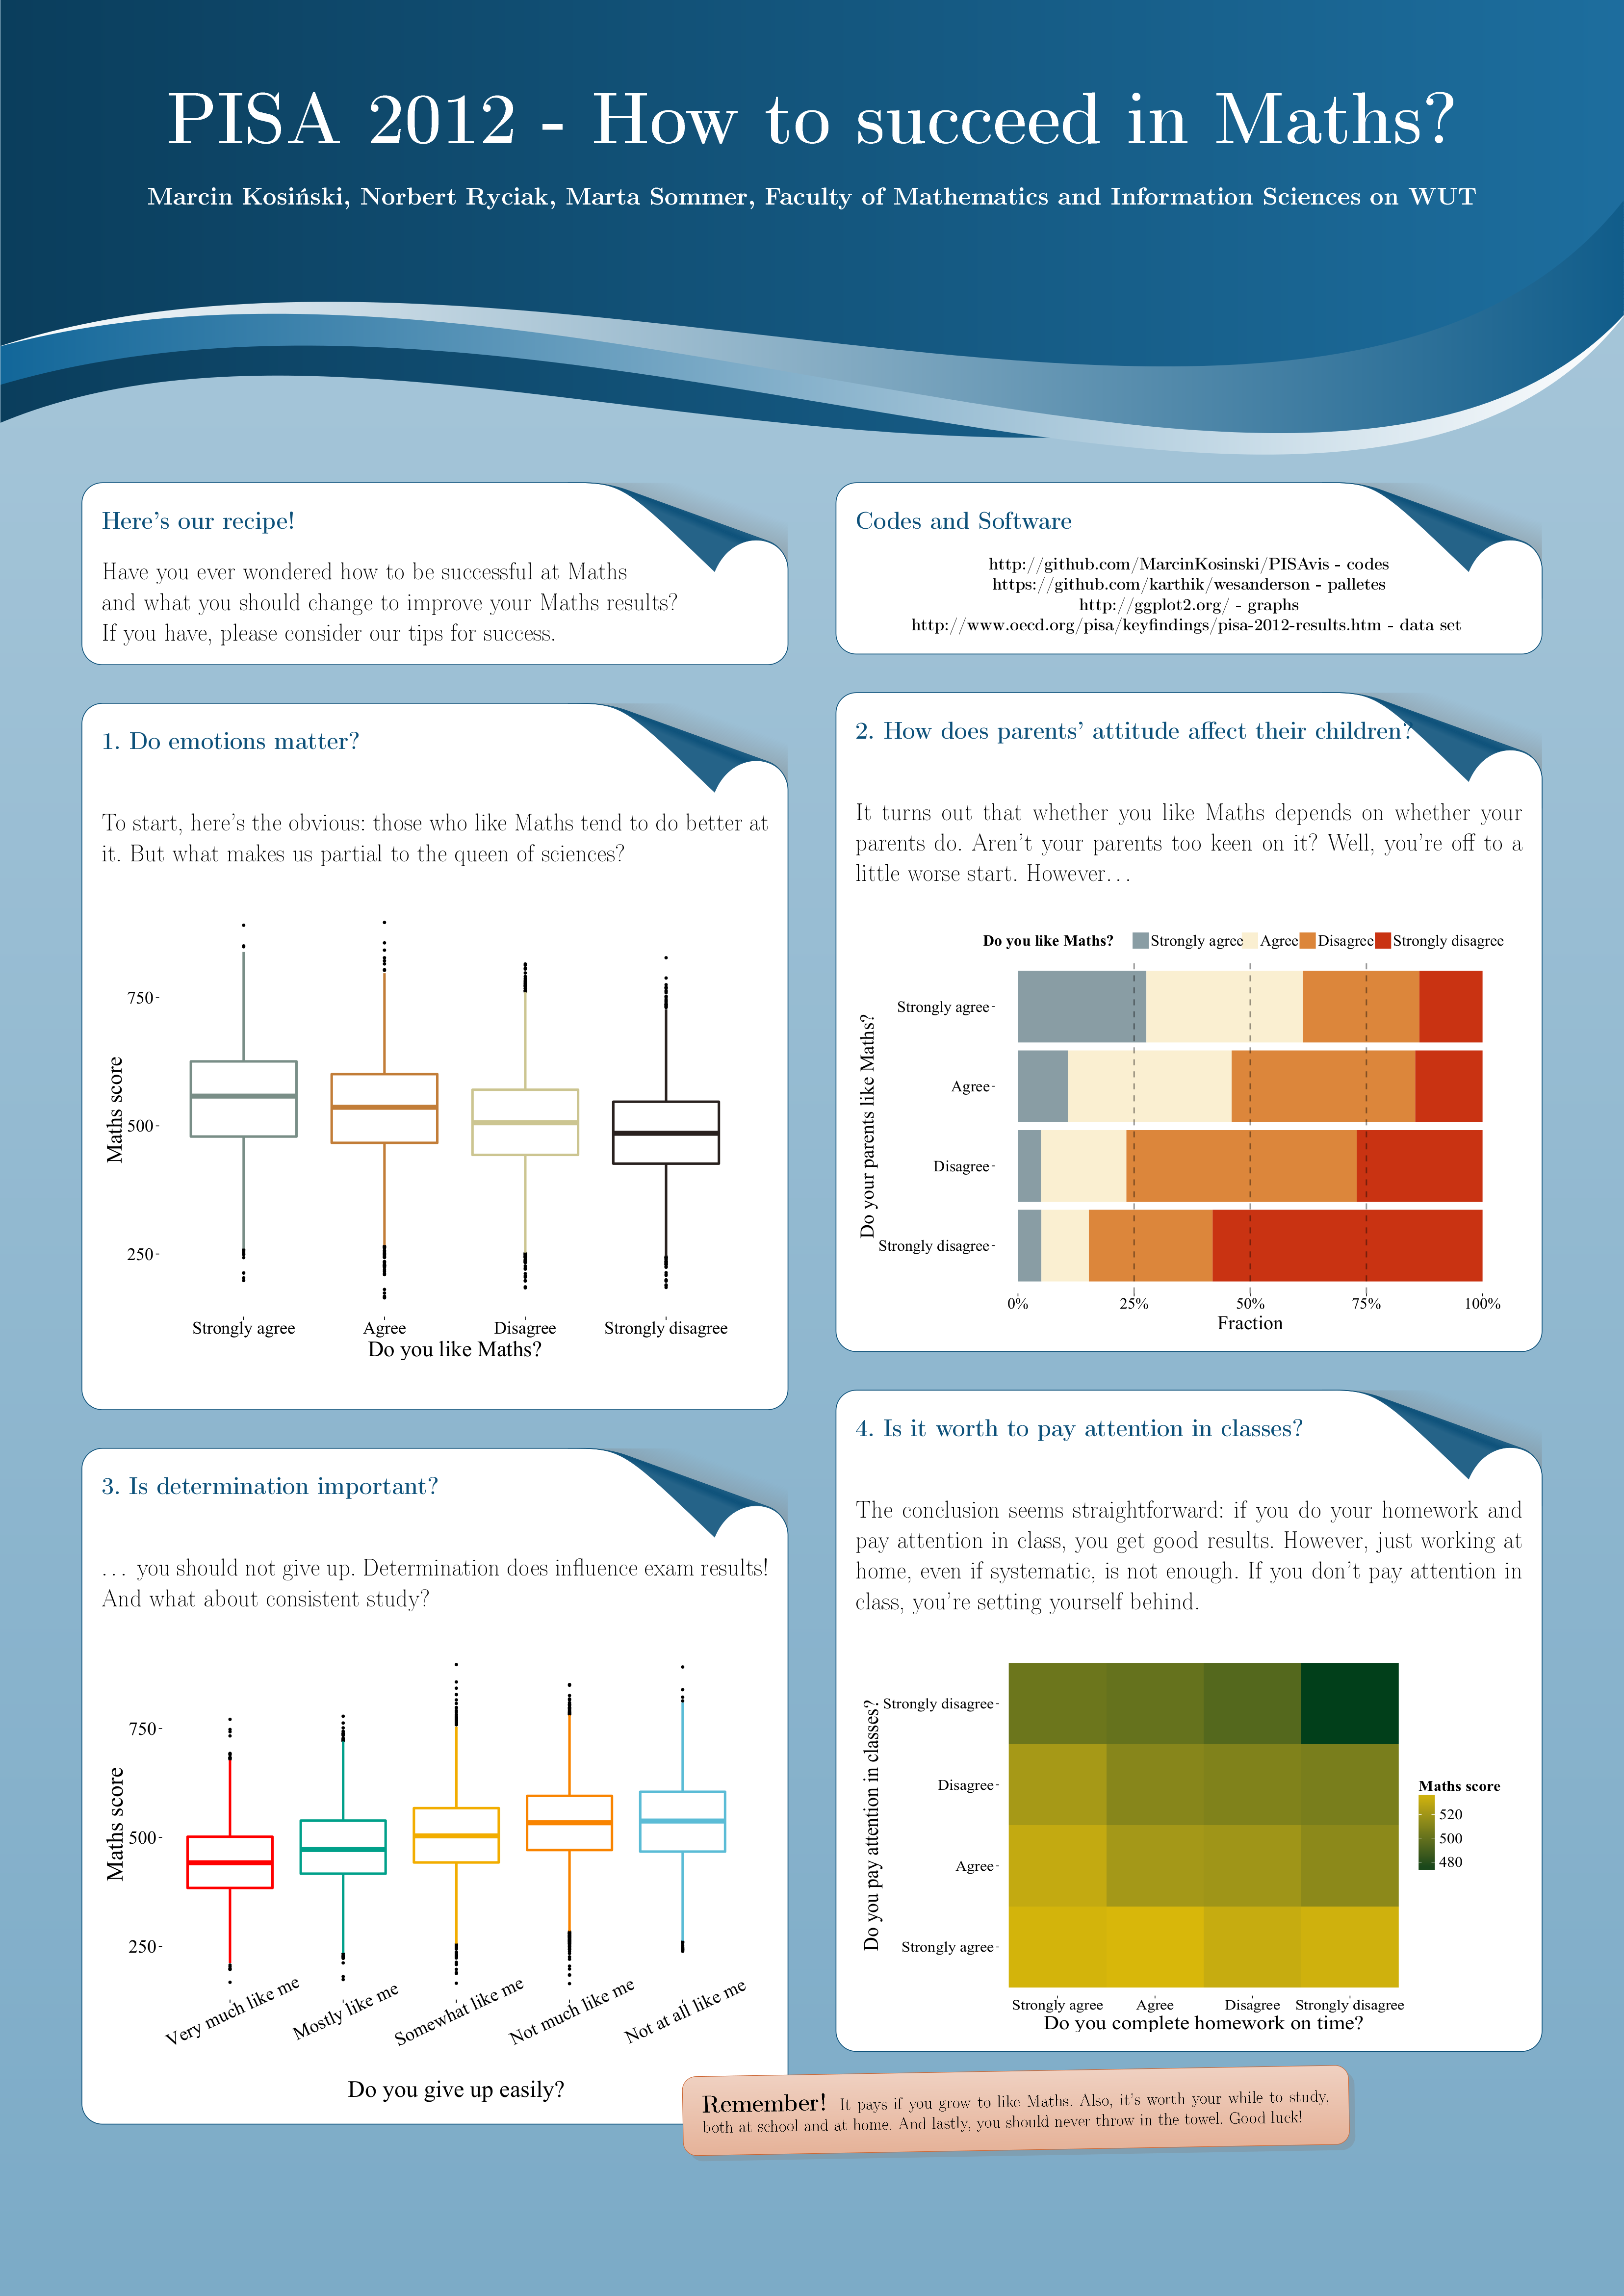 PISA 2012 - How to succeed in Maths?
Marcin Kosiński, Norbert Ryciak, Marta Sommer, Faculty of Mathematics and Information Sciences on WUT
Here's our recipe!
Have you ever wondered how to be successful at Maths
and what you should change to improve your Maths results?
If you have, please consider our tips for success.
Codes and Software
http://github.com/MarcinKosinski/PISAvis - codes
https://github.com/karthik/wesanderson - palletes
http://ggplot2.org/ - graphs
http://www.oecd.org/pisa/keyfindings/pisa-2012-results.htm - data set
1. Do emotions matter?
To start, here's the obvious: those who like Maths tend to do better at
it. But what makes us partial to the queen of sciences?
Maths score
750
500
250
Strongly agree Agree Disagree Strongly disagree
Do you like Maths?
2. How does parents' attitude affect their children?
It turns out that whether you like Maths depends on whether your
parents do. Aren't your parents too keen on it? Well, you're off to a
little worse start. However...
Do you like Maths? Strongly agree Agree Disagree Strongly disagree
Do your parents like Maths?
Strongly agree
Agree
Disagree
Strongly disagree
0% 25% 50% 75% 100%
Fraction
3. Is determination important?
... you should not give up. Determination does influence exam results!
And what about consistent study?
Maths score
750
500
250
Very much like me Mostly like me Somewhat like me Not much like me Not at all like me
Do you give up easily?
4. Is it worth to pay attention in classes?
The conclusion seems straightforward: if you do your homework and
pay attention in class, you get good results. However, just working at
home, even if systematic, is not enough. If you don't pay attention in
class, you're setting yourself behind.
Do you pay attention in classes?
Strongly disagree
Disagree
Agree
Strongly agree
Strongly agree Agree Disagree Strongly disagree
Do you complete homework on time?
Maths score
520
500
480
Remember! It pays if you grow to like Maths. Also, it's worth your while to study,
both at school and at home. And lastly, you should never throw in the towel. Good luck!